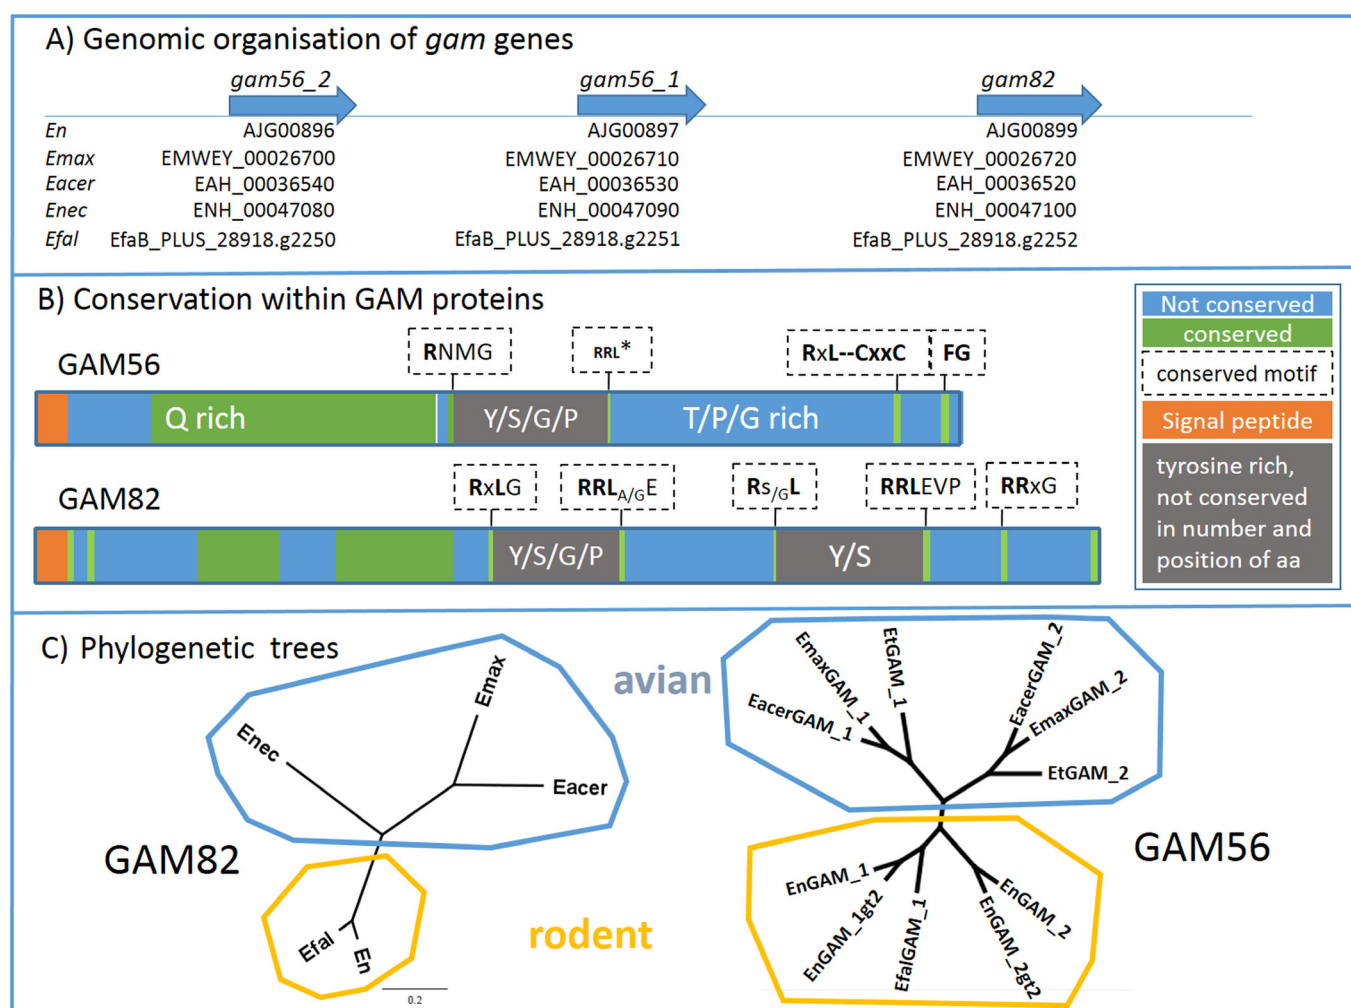 A) Genomic organisation of gam genes
gam56_2 gam56_1 gam82
En AJG00896 AJG00897 AJG00899
Emax EMWEY_00026700 EMWEY_00026710 EMWEY_00026720
Eacer EAH_00036540 EAH_00036530 EAH_00036520
Enec ENH_00047080 ENH_00047090 ENH_00047100
Efal EfaB_PLUS_28918.g2250 EfaB_PLUS_28918.g2251 EfaB_PLUS_28918.g2252
B) Conservation within GAM proteins
GAM56
RNMG RRL* RxL--CxxC FG
Q rich Y/S/G/P T/P/G rich
GAM82
RxLG RRLA/GE Rs/GL RRLEVP RRxG
Y/S/G/P Y/S
Not conserved
conserved
conserved motif
Signal peptide
tyrosine rich,
not conserved
in number and
position of aa
C) Phylogenetic trees
avian
rodent
GAM82
Enec
Emax
Eacer
Efal
En
0.2
GAM56
EacerGAM_1
EmaxGAM_1
EtGAM_1
EacerGAM_2
EmaxGAM_2
EtGAM_2
EnGAM_1
EnGAM_1gt2
EfalGAM_1
EnGAM_2gt2
EnGAM_2